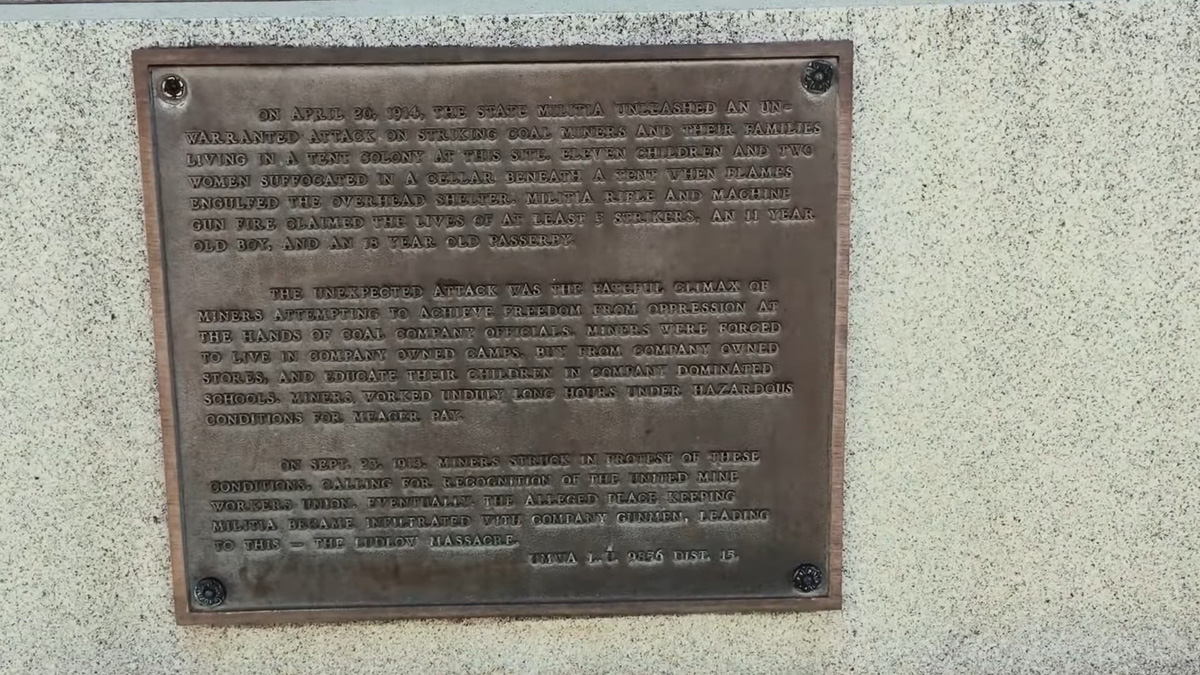 ON APRIL 20, 1914, THE STATE MILITIA UNLEASHED AN UN-
WARRANTED ATTACK ON STRIKING COAL MINERS AND THEIR FAMILIES
LIVING IN A TENT COLONY AT THIS SITE. ELEVEN CHILDREN AND TWO
WOMEN SUFFOCATED IN A CELLAR BENEATH A TENT WHEN FLAMES
ENGULFED THE OVERHEAD SHELTER. MILITIA RIFLE AND MACHINE
GUN FIRE CLAIMED THE LIVES OF AT LEAST 5 STRIKERS, AN 11 YEAR
OLD BOY, AND AN 18 YEAR OLD PASSERBY.
THE UNEXPECTED ATTACK WAS THE FATEFUL CLIMAX OF
MINERS ATTEMPTING TO ACHIEVE FREEDOM FROM OPPRESSION AT
THE HANDS OF COAL COMPANY OFFICIALS. MINERS WERE FORCED
TO LIVE IN COMPANY OWNED CAMPS, BUY FROM COMPANY OWNED
STORES, AND EDUCATE THEIR CHILDREN IN COMPANY DOMINATED
SCHOOLS. MINERS WORKED UNDULY LONG HOURS UNDER HAZARDOUS
CONDITIONS FOR MEAGER PAY.
ON SEPT. 23, 1913, MINERS STRUCK IN PROTEST OF THESE
CONDITIONS, CALLING FOR RECOGNITION OF THE UNITED MINE
WORKERS UNION. EVENTUALLY, THE ALLEGED PEACE KEEPING
MILITIA BECAME INFILTRATED WITH COMPANY GUNMEN, LEADING
TO THIS — THE LUDLOW MASSACRE.
UMWA L. U. 9856 DIST. 15.